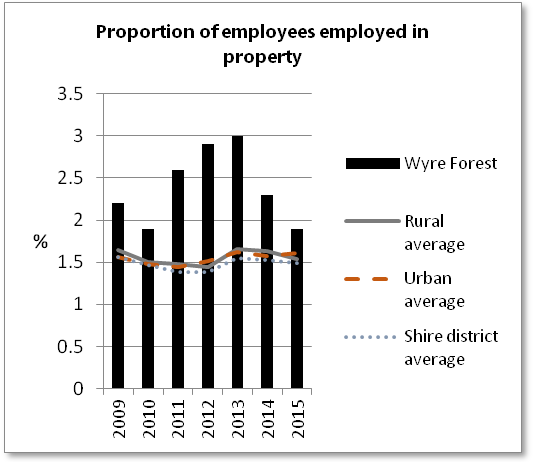 Proportion of employees employed in
property
3.5
3
2.5
2
1.5
1
0.5
0
%
2009
2010
2011
2012
2013
2014
2015
Wyre Forest
Rural
average
Urban
average
Shire district
average